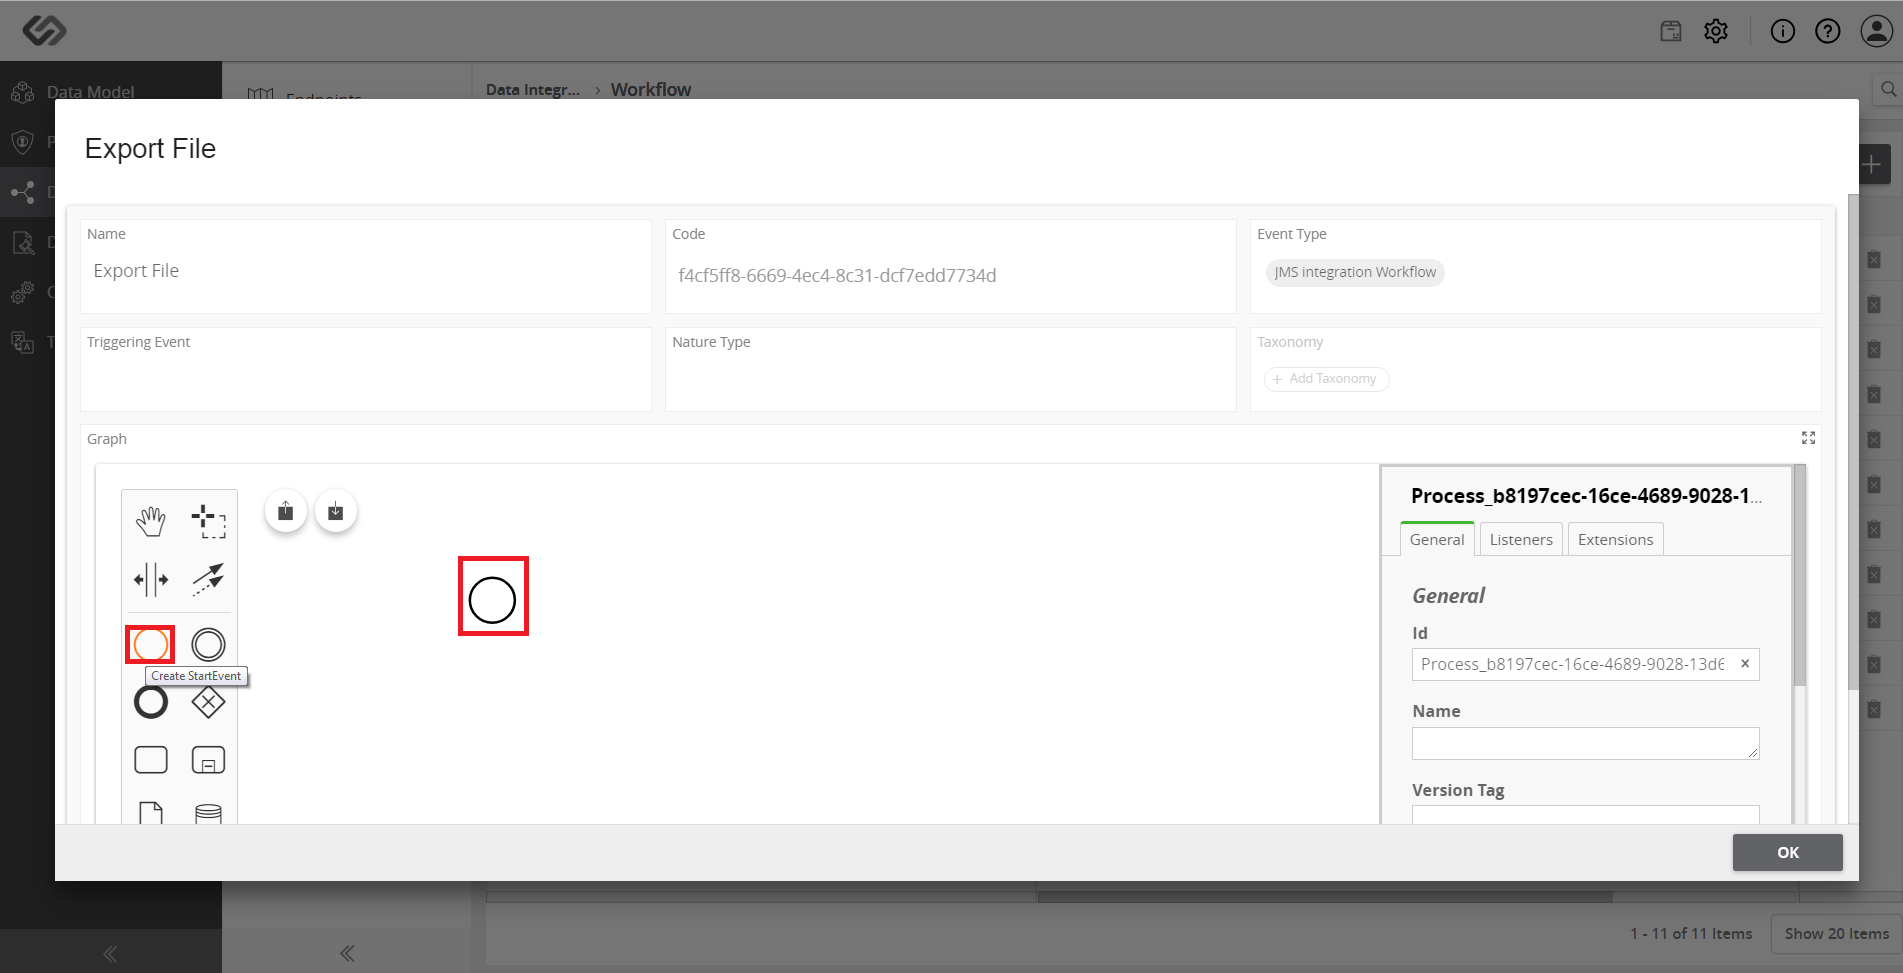 Data Model
Endpoints
Data Integr... › Workflow
Export File
Name
Export File
Code
f4cf5ff8-6669-4ec4-8c31-dcf7edd7734d
Event Type
JMS integration Workflow
Triggering Event
Nature Type
Taxonomy
+ Add Taxonomy
Graph
Process_b8197cec-16ce-4689-9028-1...
General
Listeners
Extensions
General
Id
Process_b8197cec-16ce-4689-9028-13d6
Create StartEvent
Name
Version Tag
OK
1 - 11 of 11 Items
Show 20 Items